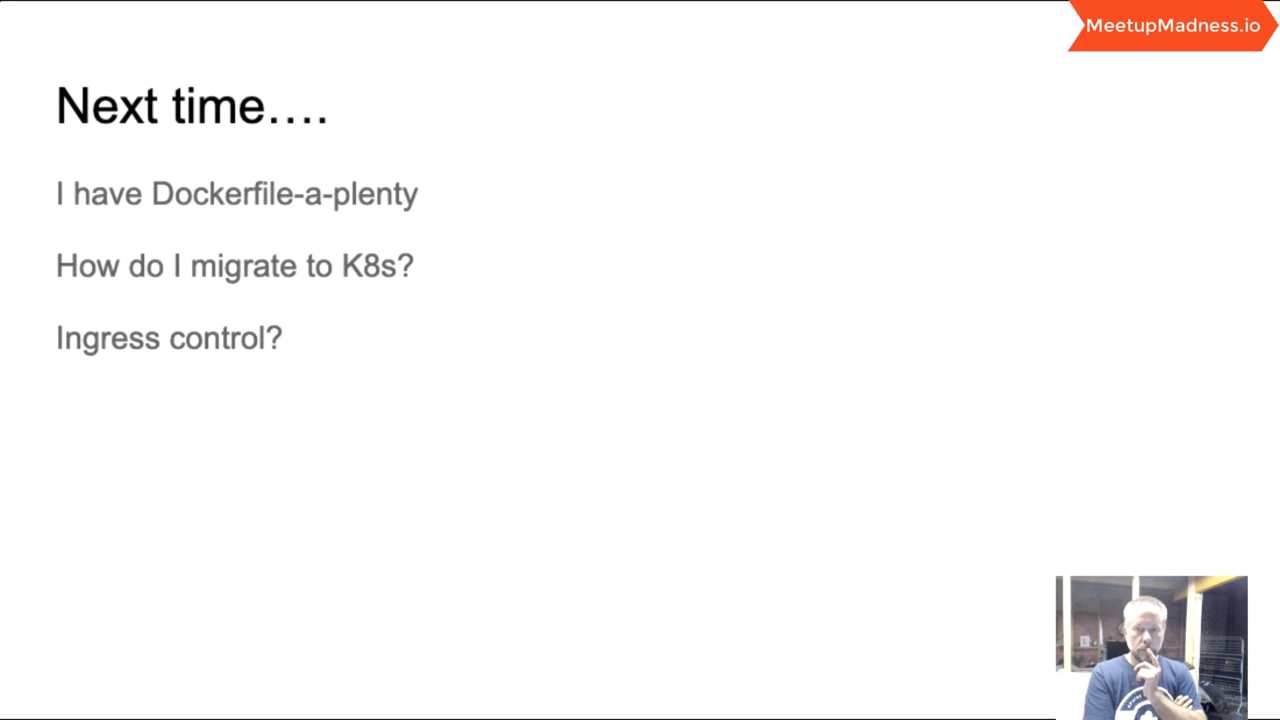 MeetupMadness.io
Next time….
I have Dockerfile-a-plenty
How do I migrate to K8s?
Ingress control?